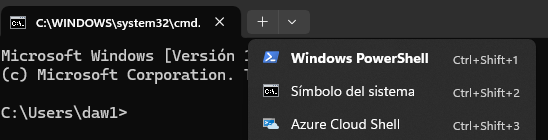 C:\WINDOWS\system32\cmd.
Microsoft Windows [Versión 1
(c) Microsoft Corporation. T
C:\Users\daw1>
Windows PowerShell Ctrl+Shift+1
Símbolo del sistema Ctrl+Shift+2
Azure Cloud Shell Ctrl+Shift+3